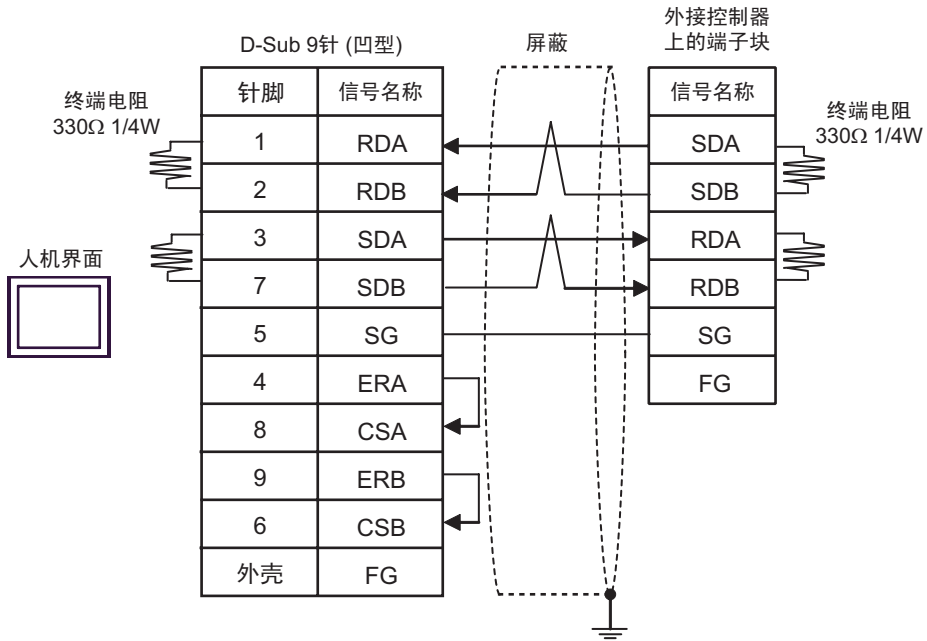 外接控制器
上的端子块
D-Sub 9针 (凹型)
屏蔽
针脚 信号名称
信号名称
终端电阻
330Ω 1/4W
终端电阻
330Ω 1/4W
1 RDA SDA
2 RDB SDB
3 SDA RDA
人机界面
7 SDB RDB
5 SG SG
4 ERA FG
8 CSA
9 ERB
6 CSB
外壳 FG